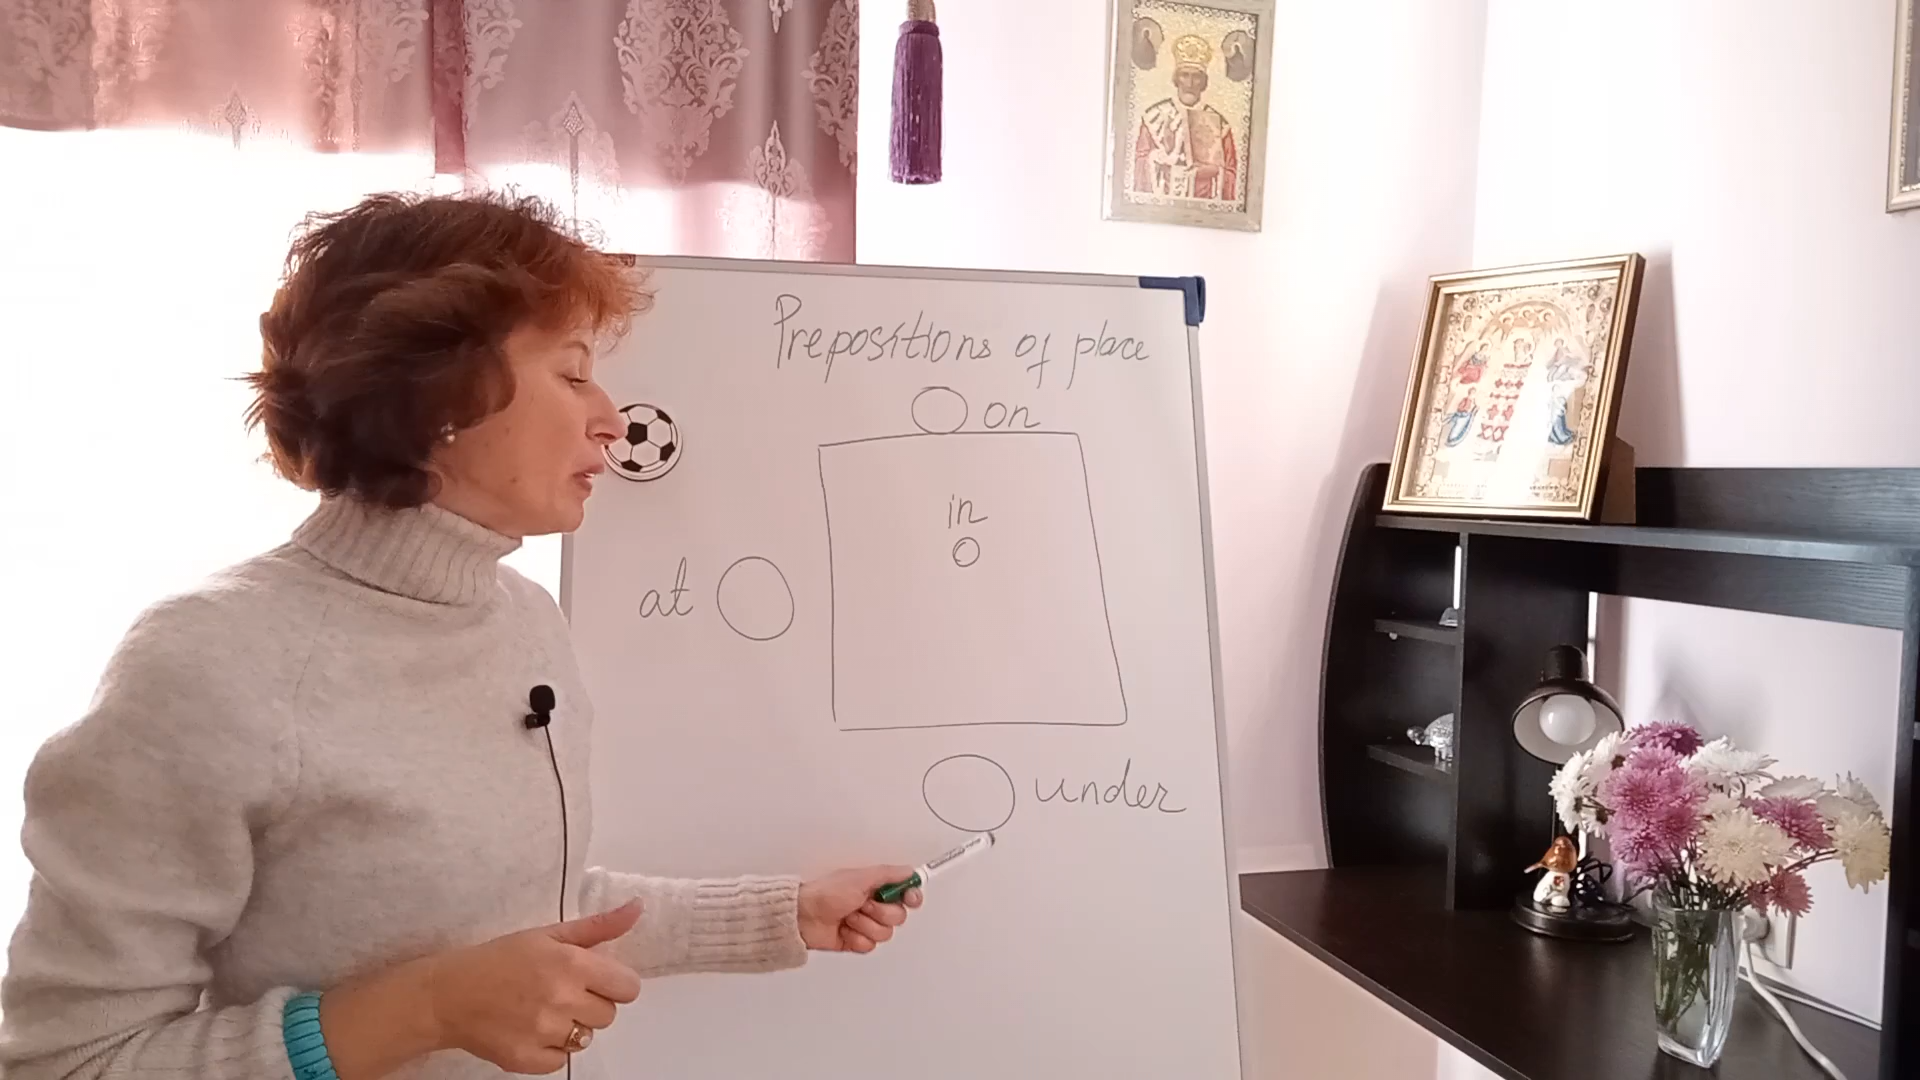 Prepositions of place
on
in
at
under